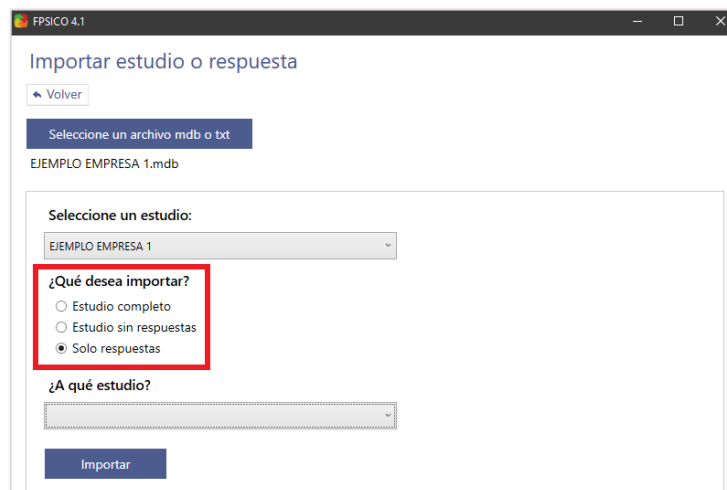 FPSICO 4.1
Importar estudio o respuesta
Volver
Seleccione un archivo mdb o txt
EJEMPLO EMPRESA 1.mdb
Seleccione un estudio:
EJEMPLO EMPRESA 1
¿Qué desea importar?
Estudio completo
Estudio sin respuestas
Solo respuestas
¿A qué estudio?
Importar